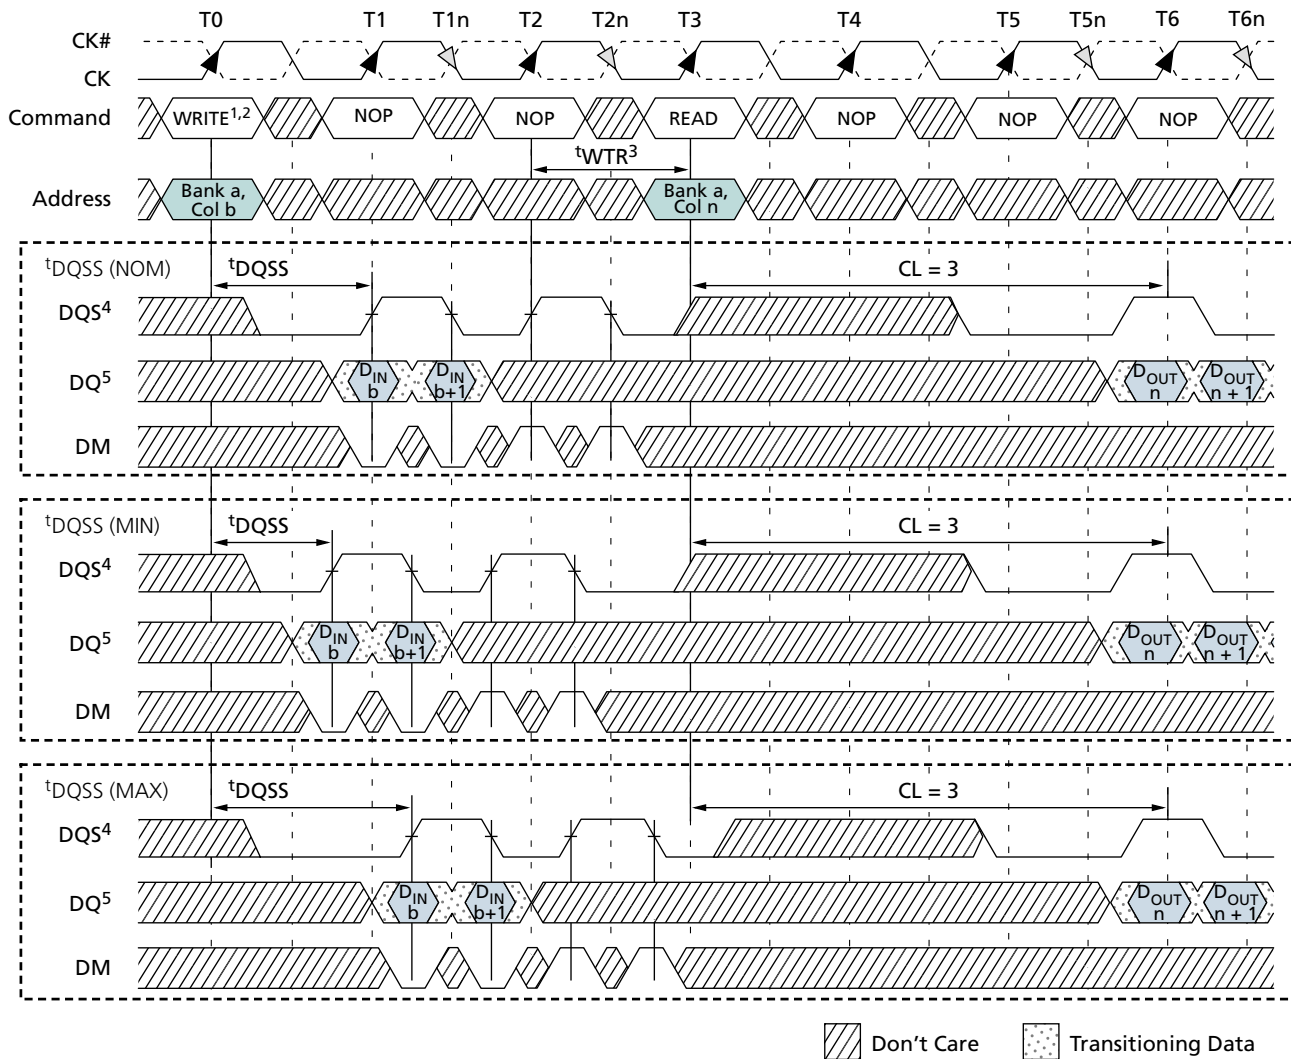 T0 T1 T1n T2 T2n T3 T4 T5 T5n T6 T6n
CK#
CK
Command WRITE1,2 NOP NOP READ NOP NOP NOP
tWTR3
Address Bank a, Col b Bank a, Col n
tDQSS (NOM) tDQSS CL = 3
DQS4
DQ5 DIN b DIN b+1 DOUT n DOUT n + 1
DM
tDQSS (MIN) tDQSS CL = 3
DQS4
DQ5 DIN b DIN b+1 DOUT n DOUT n + 1
DM
tDQSS (MAX) tDQSS CL = 3
DQS4
DQ5 DIN b DIN b+1 DOUT n DOUT n + 1
DM
Don't Care Transitioning Data